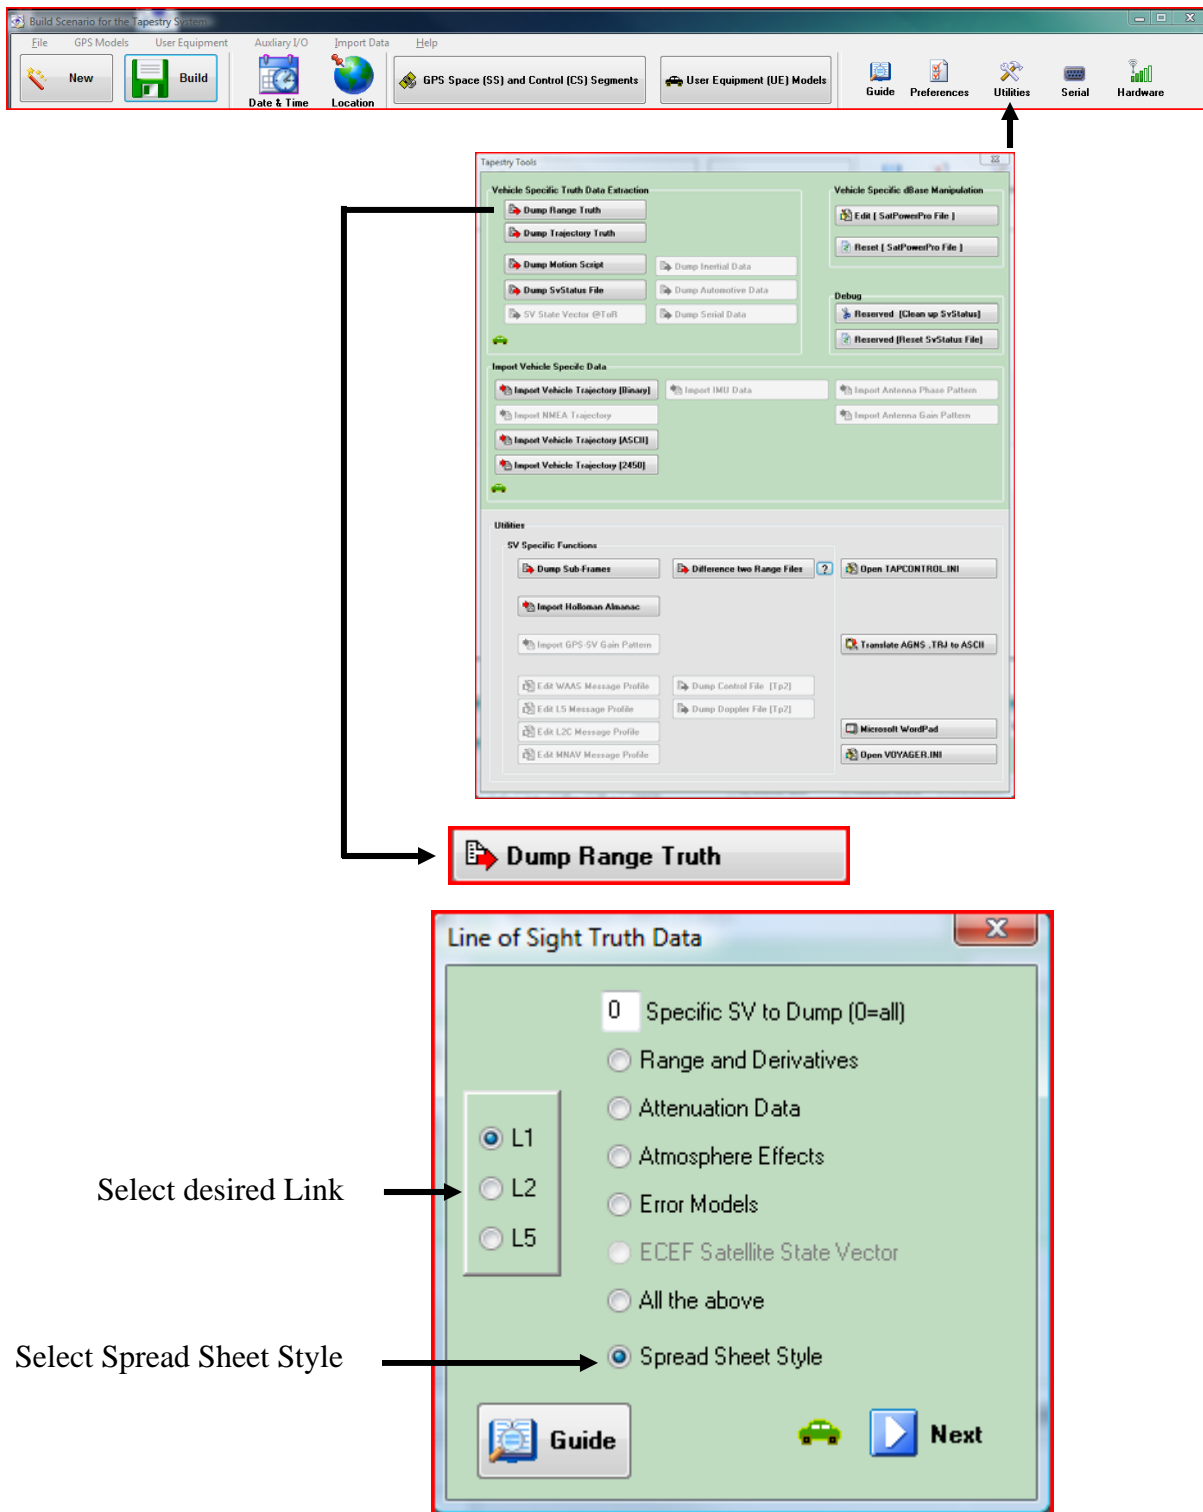 Build Scenario for the Tapestry System
File GPS Models User Equipment Auxliary I/O Import Data Help
New Build Date & Time Location GPS Space (SS) and Control (CS) Segments User Equipment (UE) Models Guide Preferences Utilities Serial Hardware
Tapestry Tools
Vehicle Specific Truth Data Extraction
Dump Range Truth
Dump Trajectory Truth
Dump Motion Script
Dump Inertial Data
Dump SvStatus File
Dump Automotive Data
SV State Vector @ToR
Dump Serial Data
Vehicle Specific dBase Manipulation
Edit [ SatPowerPro File ]
Reset [ SatPowerPro File ]
Debug
Reserved [Clean up SvStatus]
Reserved [Reset SvStatus File]
Import Vehicle Specifc Data
Import Vehicle Trajectory [Binary]
Import IMU Data
Import Antenna Phase Pattern
Import NMEA Trajectory
Import Antenna Gain Pattern
Import Vehicle Trajectory [ASCII]
Import Vehicle Trajectory [2450]
Utilities
SV Specific Functions
Dump Sub-Frames
Difference two Range Files
?
Open TAPCONTROL.INI
Import Holloman Almanac
Import GPS-SV Gain Pattern
Translate AGNS .TRJ to ASCII
Edit WAAS Message Profile
Dump Control File [Tp2]
Edit L5 Message Profile
Dump Doppler File [Tp2]
Edit L2C Message Profile
Microsoft WordPad
Edit MNAV Message Profile
Open VOYAGER.INI
Dump Range Truth
Line of Sight Truth Data
0 Specific SV to Dump (0=all)
Range and Derivatives
Attenuation Data
L1
Atmosphere Effects
Select desired Link
L2
Error Models
L5
ECEF Satellite State Vector
All the above
Select Spread Sheet Style
Spread Sheet Style
Guide
Next